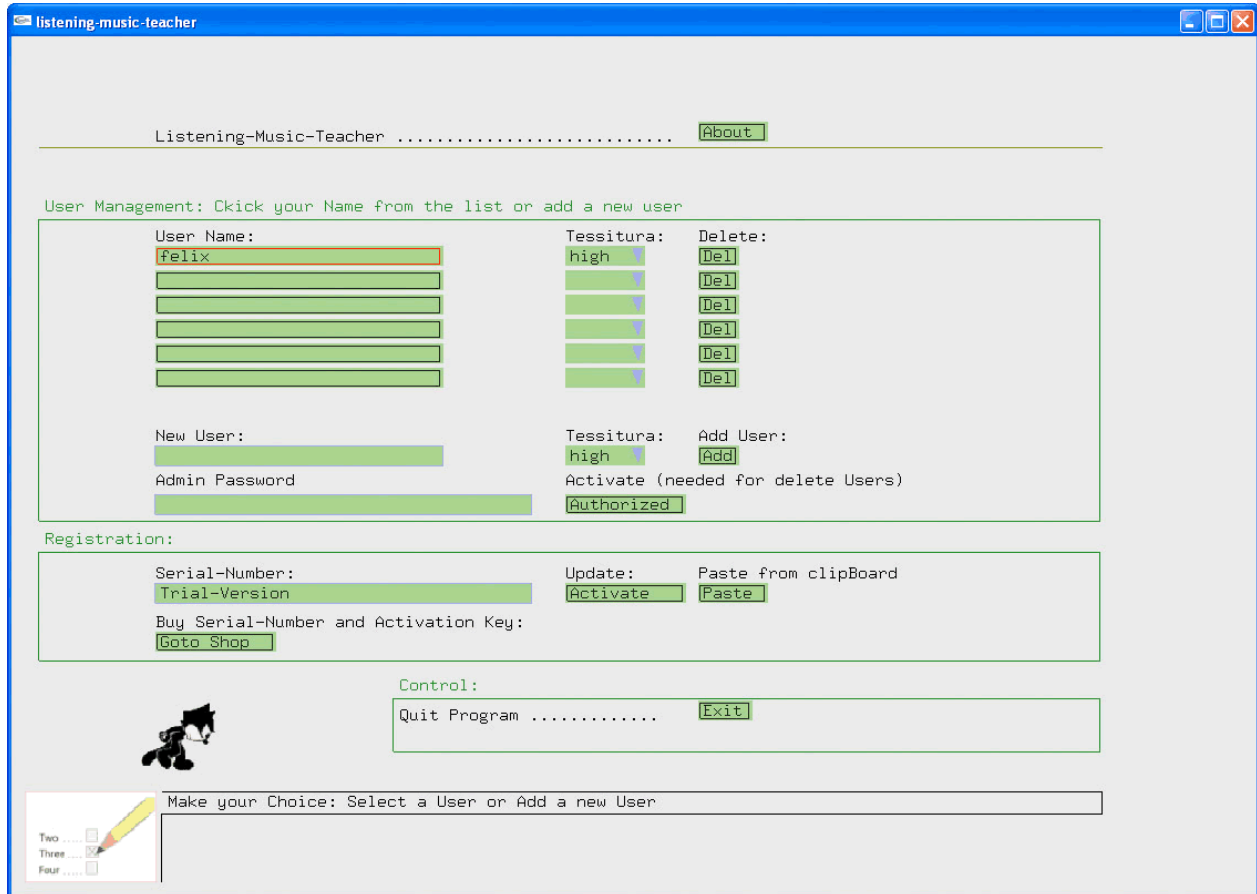 listening-music-teacher
Listening-Music-Teacher ............................ About
User Management: Ckick your Name from the list or add a new user
User Name: Tessitura: Delete:
felix high Del
Del
Del
Del
Del
Del
New User: Tessitura: Add User:
high Add
Admin Password Activate (needed for delete Users)
Authorized
Registration:
Serial-Number: Update: Paste from clipBoard
Trial-Version Activate Paste
Buy Serial-Number and Activation Key:
Goto Shop
Control:
Quit Program ............. Exit
Make your Choice: Select a User or Add a new User
Two .....
Three ....
Four .....